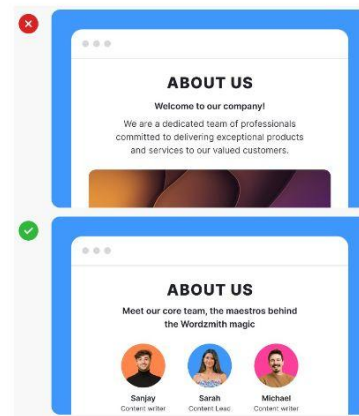 ABOUT US
Welcome to our company!
We are a dedicated team of professionals
committed to delivering exceptional products
and services to our valued customers.
ABOUT US
Meet our core team, the maestros behind
the Wordzmith magic
Sanjay Sarah Michael
Content writer Content Lead Content writer